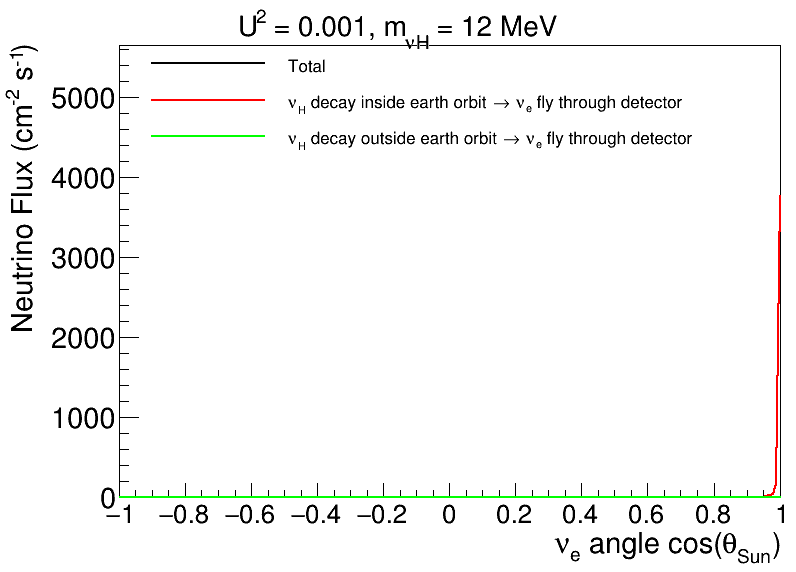 U² = 0.001, m_νH = 12 MeV
Total
ν_H decay inside earth orbit → ν_e fly through detector
ν_H decay outside earth orbit → ν_e fly through detector
Neutrino Flux (cm⁻² s⁻¹)
5000
4000
3000
2000
1000
0
−1 −0.8 −0.6 −0.4 −0.2 0 0.2 0.4 0.6 0.8 1
ν_e angle cos(θ_Sun)